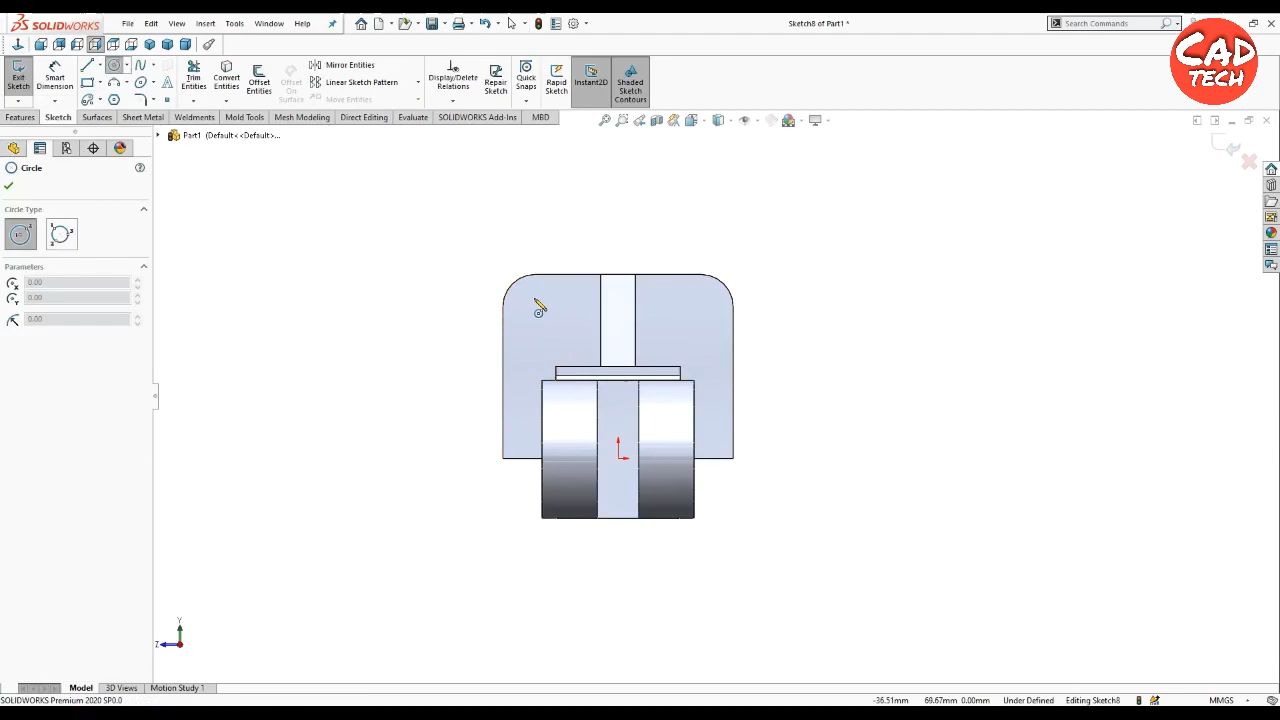 SOLIDWORKS
File Edit View Insert Tools Window Help
Sketch8 of Part1 *
Search Commands
CAD
TECH
Exit Sketch
Smart Dimension
Trim Entities
Convert Entities
Offset Entities
Offset On Surface
Mirror Entities
Linear Sketch Pattern
Move Entities
Display/Delete Relations
Repair Sketch
Quick Snaps
Rapid Sketch
Instant2D
Shaded Sketch Contours
Features Sketch Surfaces Sheet Metal Weldments Mold Tools Mesh Modeling Direct Editing Evaluate SOLIDWORKS Add-Ins MBD
Part1 (Default<<Default>...
Circle
Circle Type
Parameters
0.00
0.00
0.00
Y
Z
Model 3D Views Motion Study 1
SOLIDWORKS Premium 2020 SP0.0
-36.51mm 69.67mm 0.00mm Under Defined Editing Sketch8 MMGS